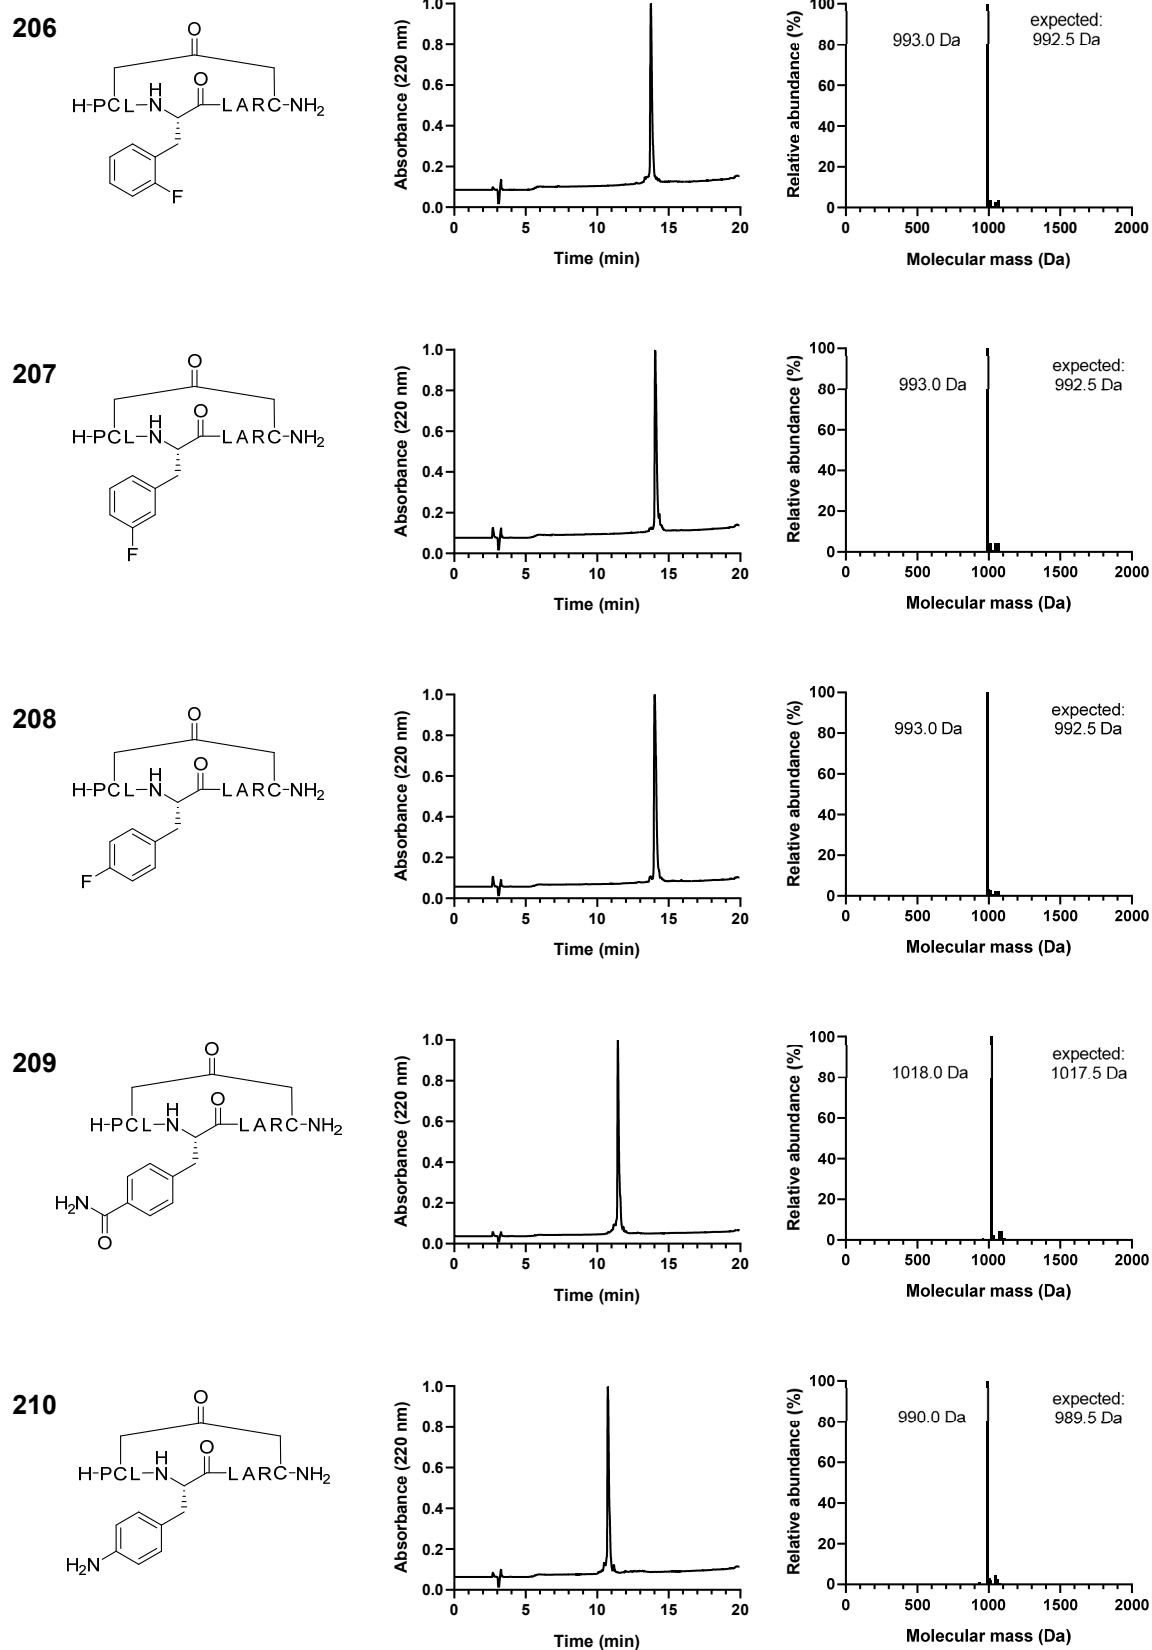 206
O
H
O
H-PCL-N
LARC-NH2
F
1.0
0.8
0.6
0.4
0.2
0.0
Absorbance (220 nm)
0 5 10 15 20
Time (min)
100
80
60
40
20
0
Relative abundance (%)
993.0 Da
expected:
992.5 Da
0 500 1000 1500 2000
Molecular mass (Da)
207
O
H
O
H-PCL-N
LARC-NH2
F
1.0
0.8
0.6
0.4
0.2
0.0
Absorbance (220 nm)
0 5 10 15 20
Time (min)
100
80
60
40
20
0
Relative abundance (%)
993.0 Da
expected:
992.5 Da
0 500 1000 1500 2000
Molecular mass (Da)
208
O
H
O
H-PCL-N
LARC-NH2
F
1.0
0.8
0.6
0.4
0.2
0.0
Absorbance (220 nm)
0 5 10 15 20
Time (min)
100
80
60
40
20
0
Relative abundance (%)
993.0 Da
expected:
992.5 Da
0 500 1000 1500 2000
Molecular mass (Da)
209
O
H
O
H-PCL-N
LARC-NH2
H2N
O
1.0
0.8
0.6
0.4
0.2
0.0
Absorbance (220 nm)
0 5 10 15 20
Time (min)
100
80
60
40
20
0
Relative abundance (%]
1018.0 Da
expected:
1017.5 Da
0 500 1000 1500 2000
Molecular mass (Da)
210
O
H
O
H-PCL-N
LARC-NH2
H2N
1.0
0.8
0.6
0.4
0.2
0.0
Absorbance (220 nm)
0 5 10 15 20
Time (min)
100
80
60
40
20
0
Relative abundance (%)
990.0 Da
expected:
989.5 Da
0 500 1000 1500 2000
Molecular mass (Da)